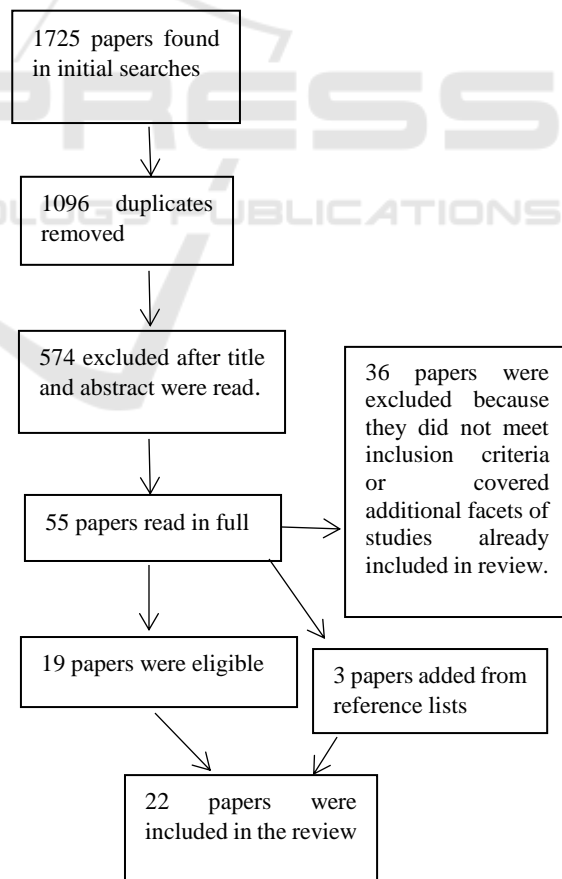 1725 papers found
in initial searches
PRESS
1096 duplicates
removed
PUBLICATIONS
574 excluded after title
and abstract were read.
36 papers were
excluded because
they did not meet
inclusion criteria
or covered
additional facets of
studies already
included in review.
55 papers read in full
19 papers were eligible
3 papers added from
reference lists
22 papers were
included in the review